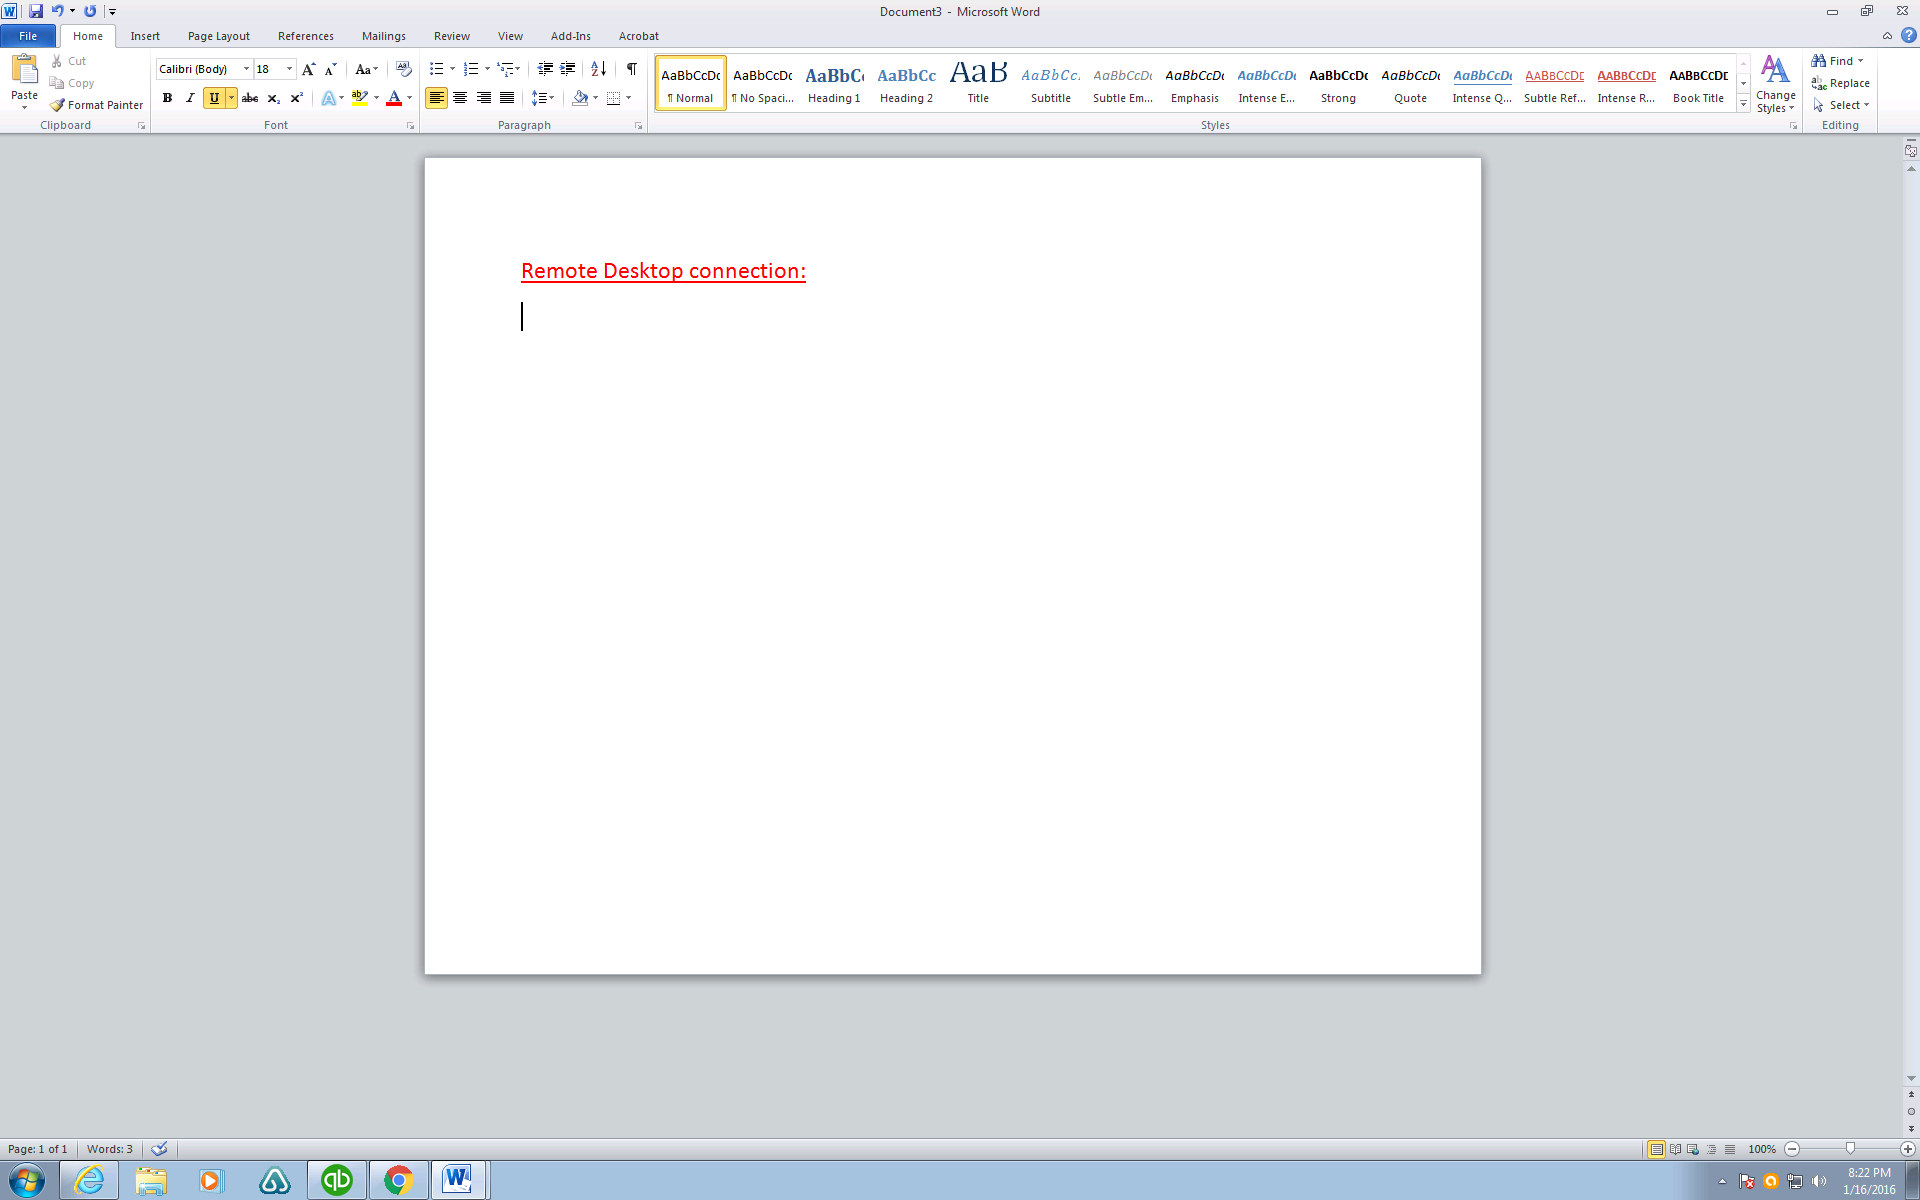 Document3 - Microsoft Word
File Home Insert Page Layout References Mailings Review View Add-Ins Acrobat
Paste
Cut
Copy
Format Painter
Clipboard
Calibri (Body) 18
Font
Paragraph
AaBbCcDc AaBbCcDc AaBbC AaBbCc AaB AaBbCc. AaBbCcDc AaBbCcDc AaBbCcDc AaBbCcDc AaBbCcDc AaBbCcDc AABBCCDE AABBCCDE AABBCCDE
¶ Normal ¶ No Spaci... Heading 1 Heading 2 Title Subtitle Subtle Em... Emphasis Intense E... Strong Quote Intense Q... Subtle Ref... Intense R... Book Title
Styles
Change
Styles
Find
Replace
Select
Editing
Remote Desktop connection:
Page: 1 of 1 Words: 3
100%
8:22 PM
1/16/2016